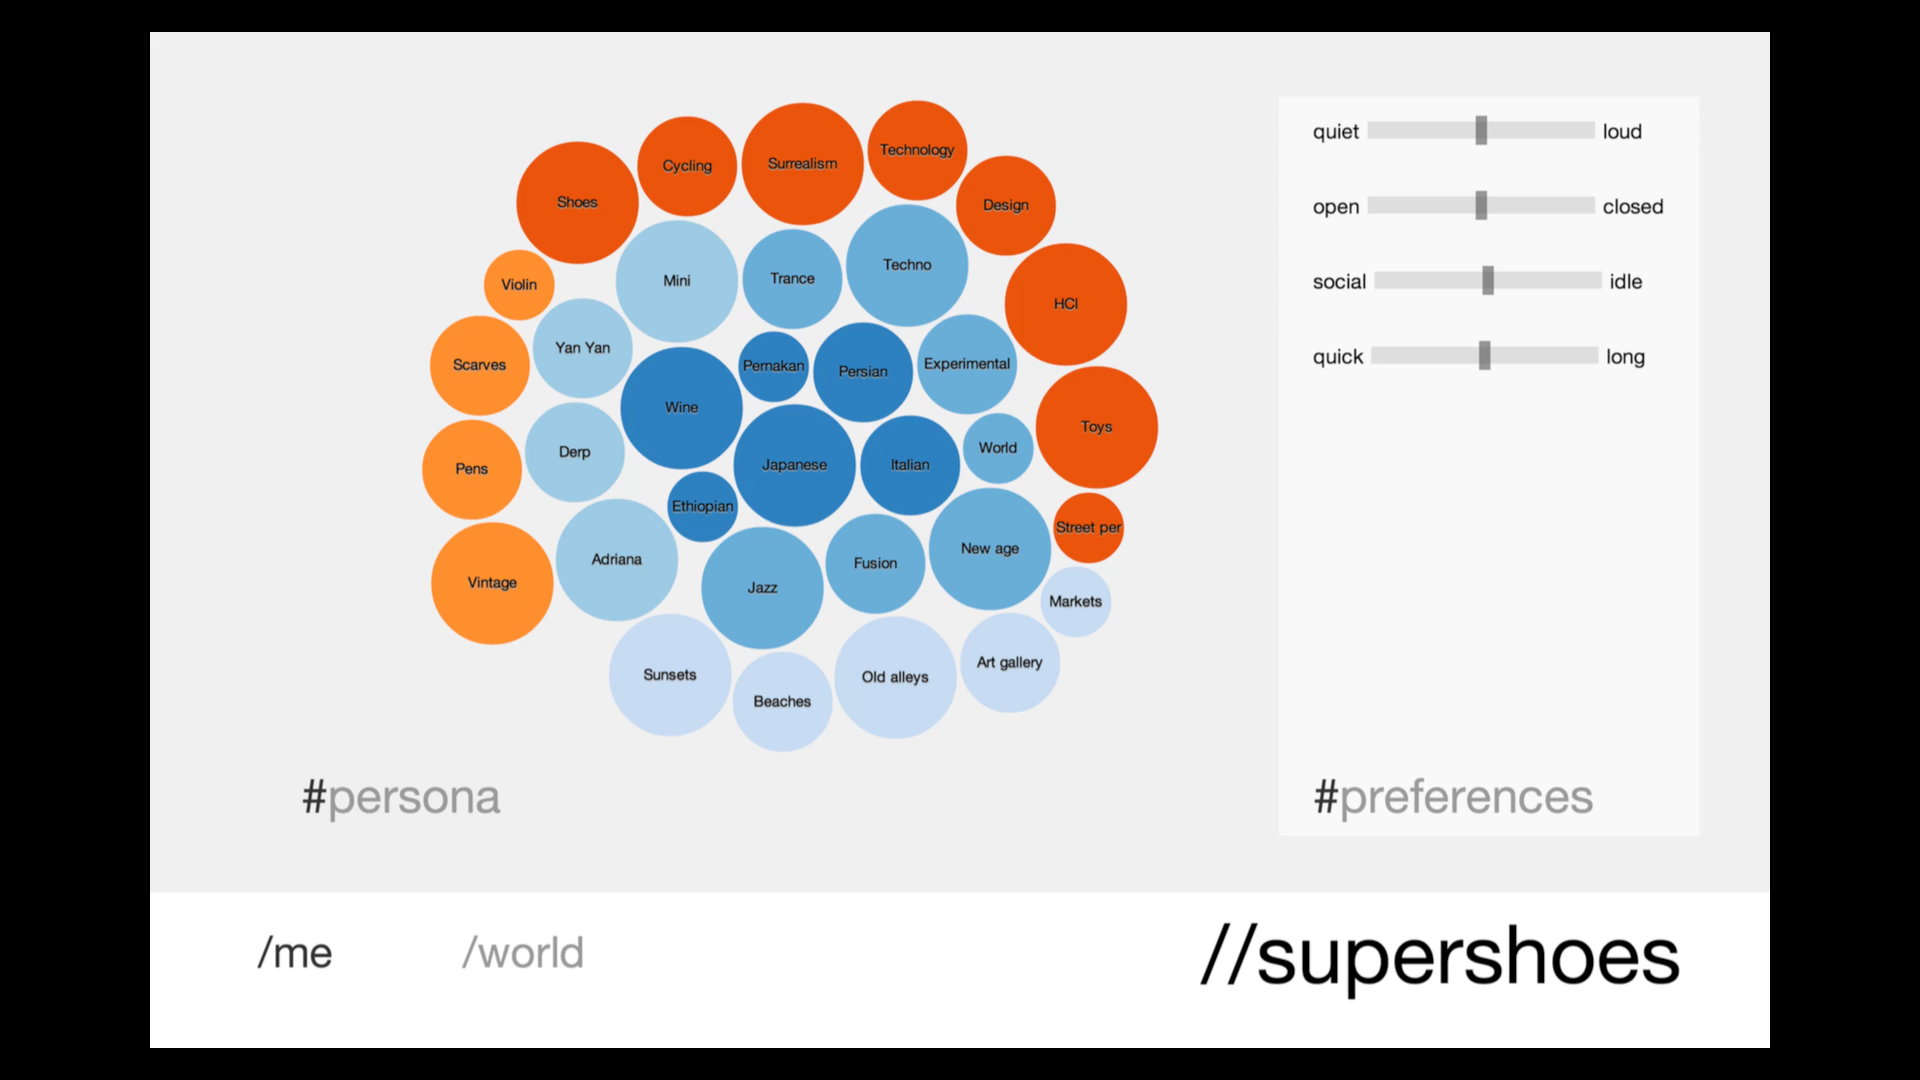 Technology
Surrealism
Cycling
Shoes
Design
Techno
Trance
Mini
Violin
HCI
Yan Yan
Scarves
Pernakan
Persian
Experimental
Wine
Toys
World
Derp
Pens
Japanese
Italian
Ethiopian
Street per
New age
Adriana
Fusion
Vintage
Jazz
Markets
Art gallery
Sunsets
Old alleys
Beaches
#persona
quiet loud
open closed
social idle
quick long
#preferences
/me /world
//supershoes